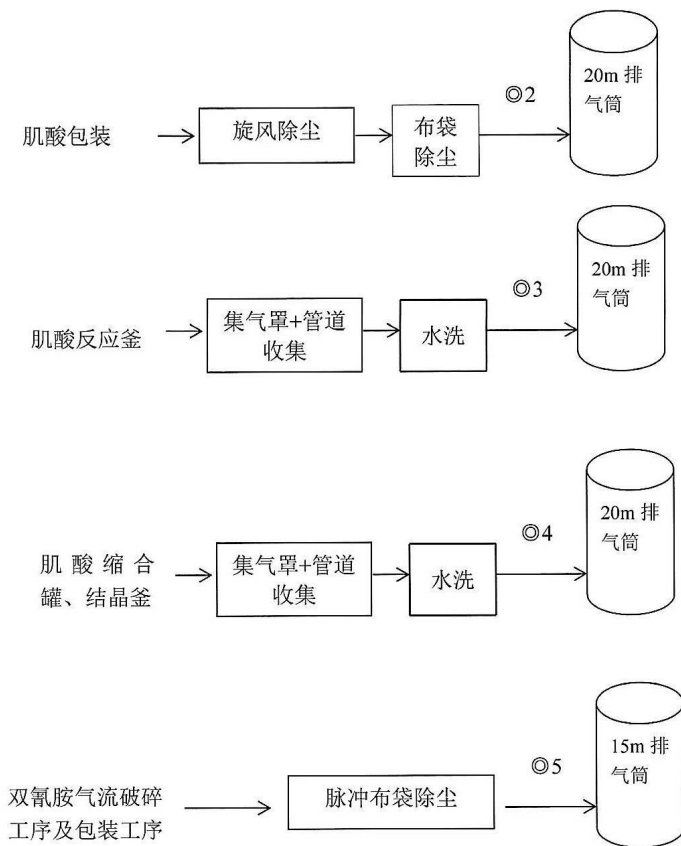 肌酸包装
旋风除尘
布袋
除尘
◎2
20m 排
气筒
肌酸反应釜
集气罩+管道
收集
水洗
◎3
20m 排
气筒
肌酸缩合
罐、结晶釜
集气罩+管道
收集
水洗
◎4
20m 排
气筒
双氰胺气流破碎
工序及包装工序
脉冲布袋除尘
◎5
15m 排
气筒